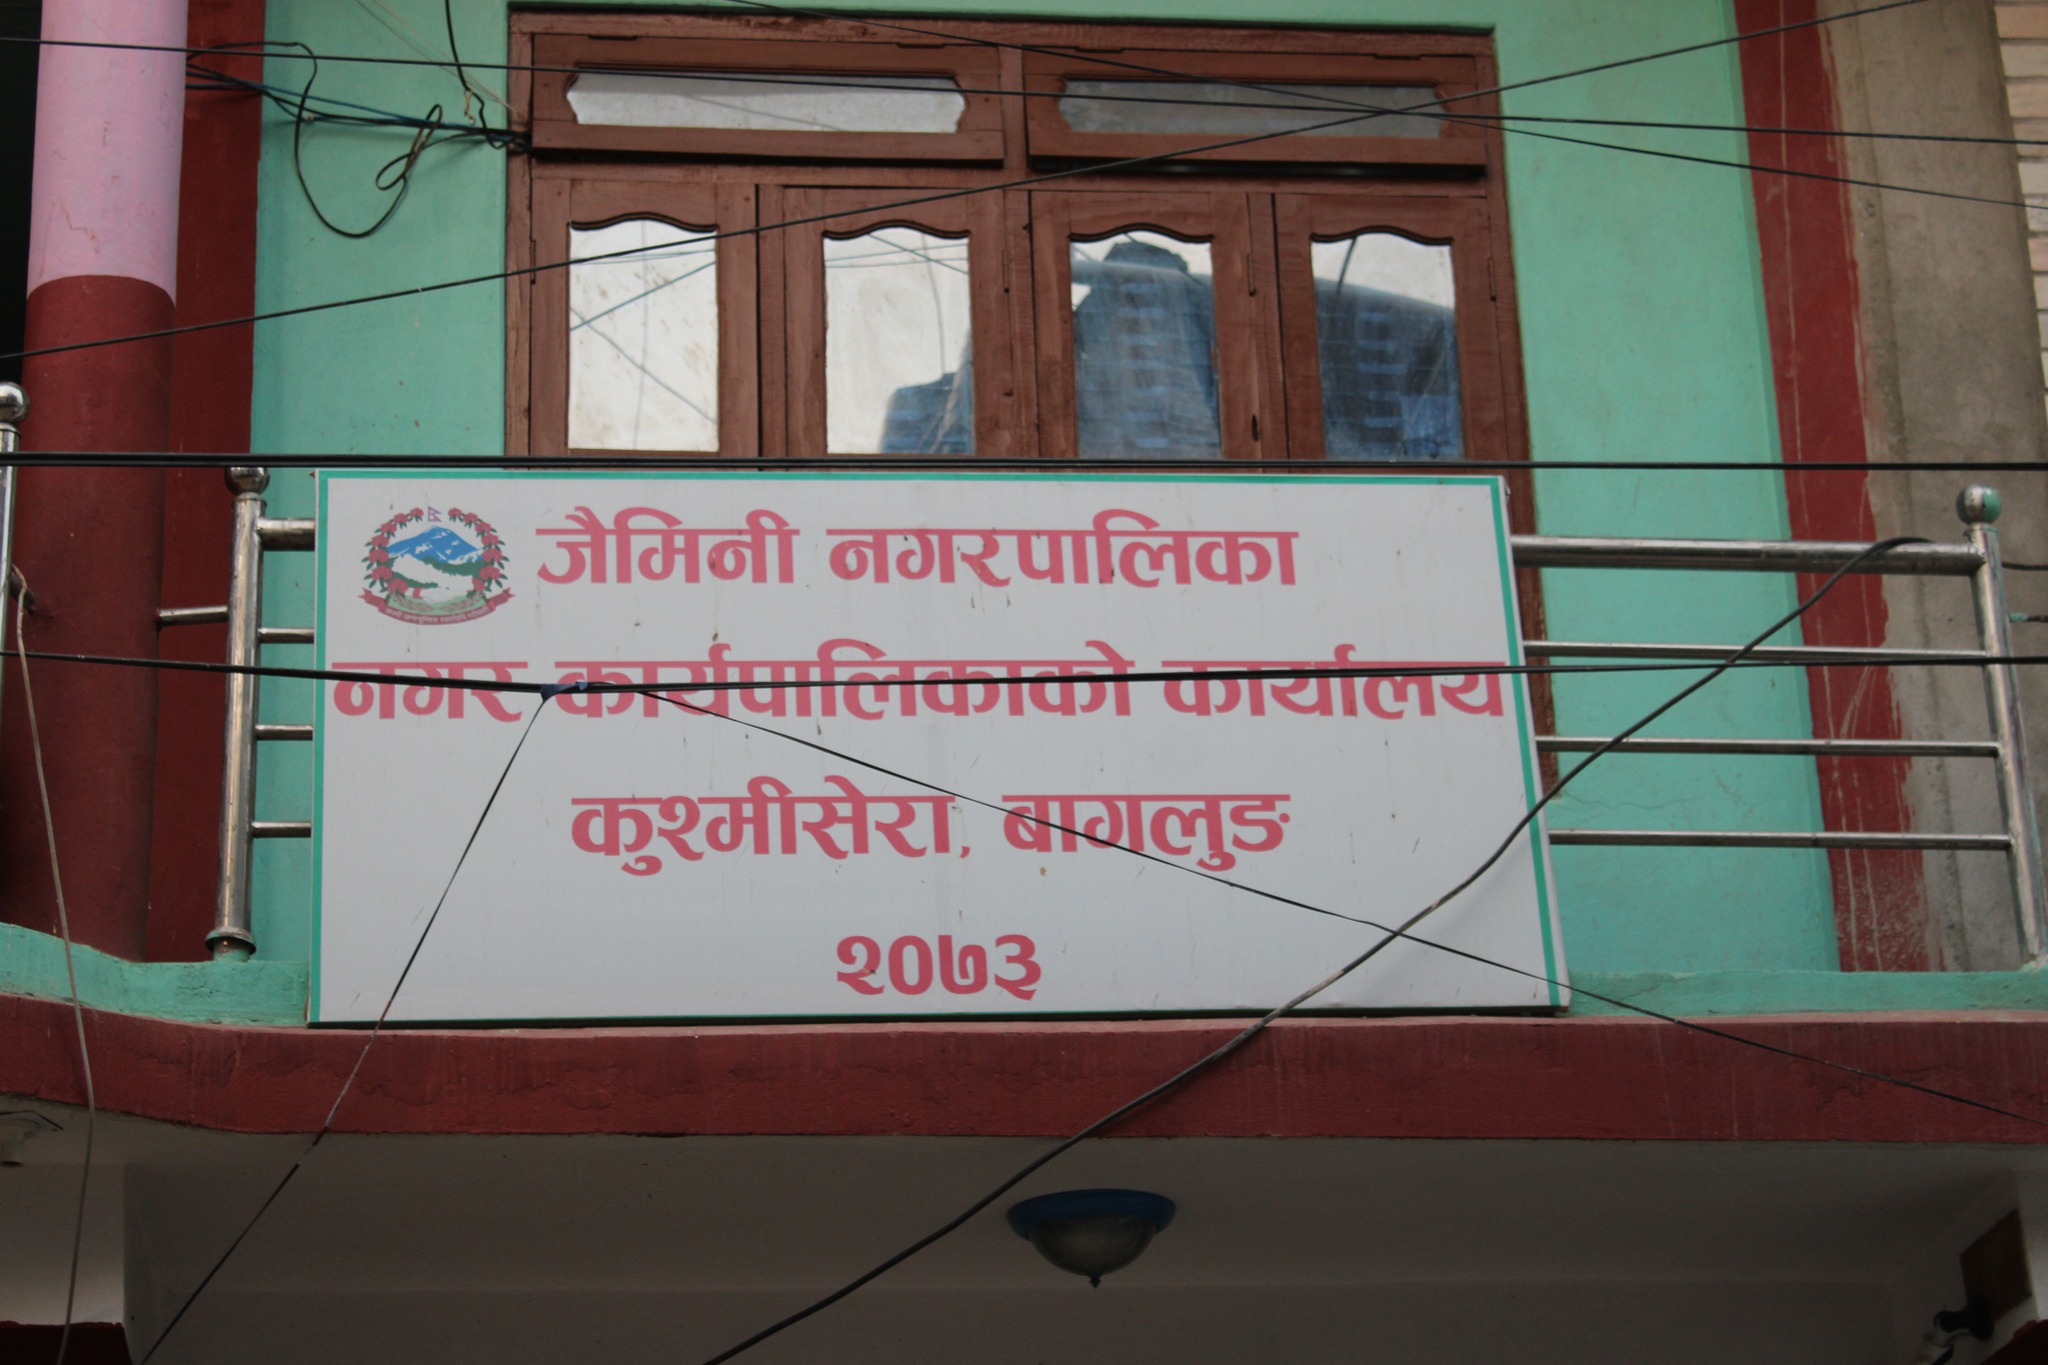 जैमिनी नगरपालिका
नगर कार्यपालिकाको कार्यालय
कुश्मीसेरा, बागलुङ
२०७३